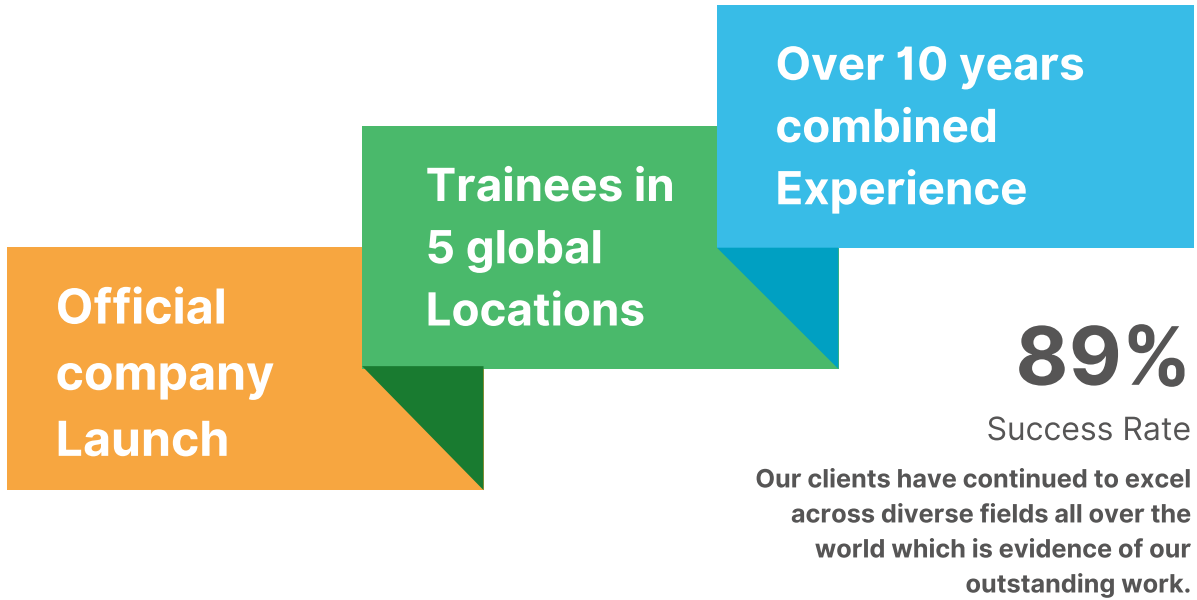 Official
company
Launch
Trainees in
5 global
Locations
Over 10 years
combined
Experience
89%
Success Rate
Our clients have continued to excel
across diverse fields all over the
world which is evidence of our
outstanding work.